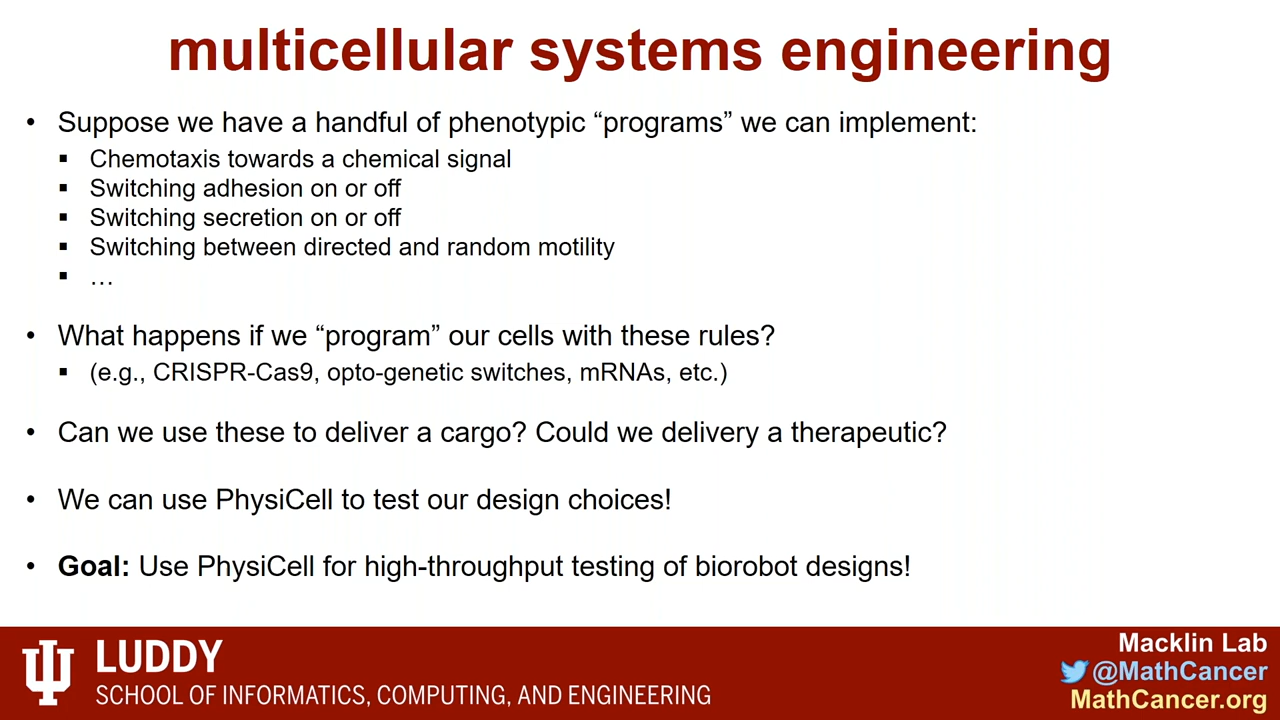 multicellular systems engineering
• Suppose we have a handful of phenotypic “programs” we can implement:
▪ Chemotaxis towards a chemical signal
▪ Switching adhesion on or off
▪ Switching secretion on or off
▪ Switching between directed and random motility
▪ …
• What happens if we “program” our cells with these rules?
▪ (e.g., CRISPR-Cas9, opto-genetic switches, mRNAs, etc.)
• Can we use these to deliver a cargo? Could we delivery a therapeutic?
• We can use PhysiCell to test our design choices!
• Goal: Use PhysiCell for high-throughput testing of biorobot designs!
LUDDY
SCHOOL OF INFORMATICS, COMPUTING, AND ENGINEERING
Macklin Lab
@MathCancer
MathCancer.org